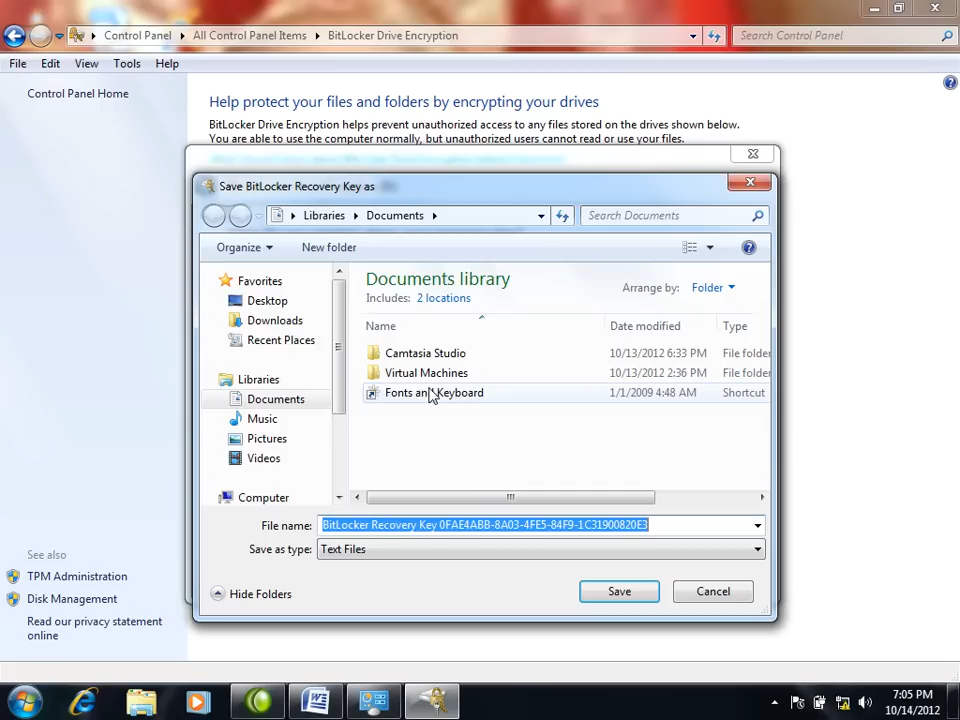 Control Panel
All Control Panel Items
BitLocker Drive Encryption
Search Control Panel
File Edit View Tools Help
Control Panel Home
Help protect your files and folders by encrypting your drives
BitLocker Drive Encryption helps prevent unauthorized access to any files stored on the drives shown below.
You are able to use the computer normally, but unauthorized users cannot read or use your files.
Save BitLocker Recovery Key as
Libraries
Documents
Search Documents
Organize
New folder
Favorites
Desktop
Downloads
Recent Places
Libraries
Documents
Music
Pictures
Videos
Computer
Documents library
Includes: 2 locations
Arrange by: Folder
Name Date modified Type
Camtasia Studio 10/13/2012 6:33 PM File folder
Virtual Machines 10/13/2012 2:36 PM File folder
Fonts and Keyboard 1/1/2009 4:48 AM Shortcut
File name: BitLocker Recovery Key 0FAE4ABB-8A03-4FE5-84F9-1C31900820E3
Save as type: Text Files
Hide Folders
Save
Cancel
See also
TPM Administration
Disk Management
Read our privacy statement
online
7:05 PM
10/14/2012